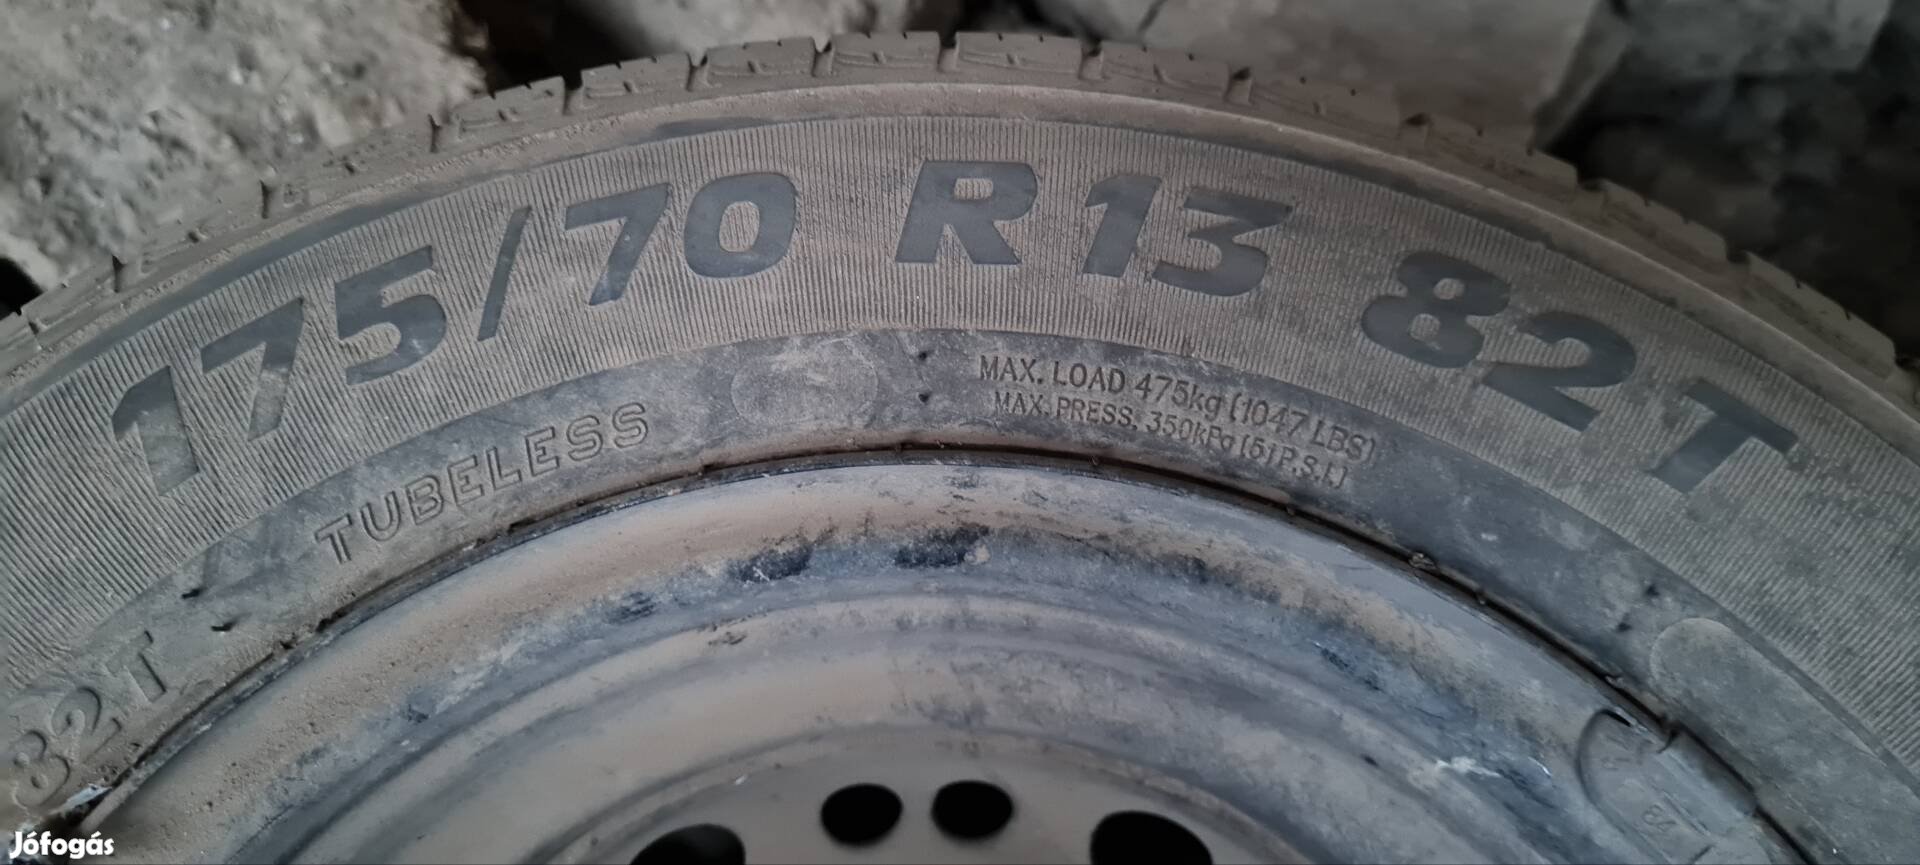 175/70 R13 82T
TUBELESS
MAX. LOAD 475kg (1047 LBS)
MAX. PRESS. 350kPa (51P.S.I.)
82T
Jófogás